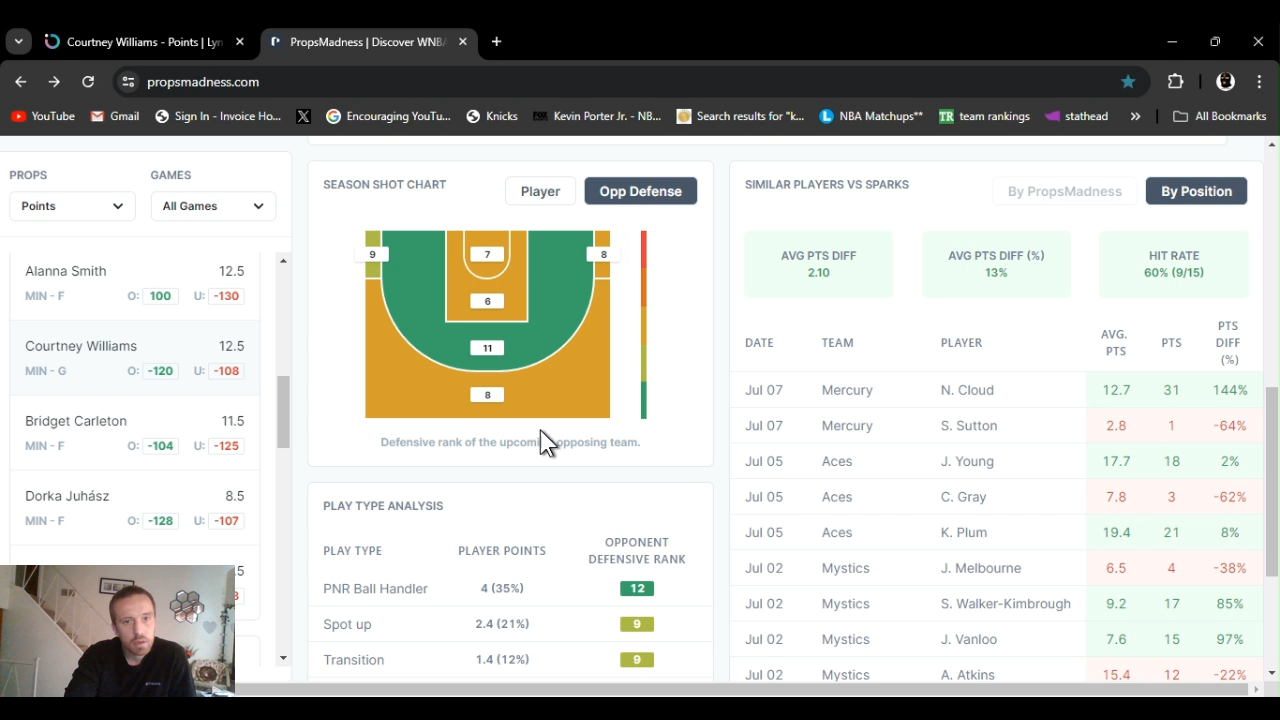 Courtney Williams - Points | Lyn
PropsMadness | Discover WNB
propsmadness.com
YouTube
Gmail
Sign In - Invoice Ho...
Encouraging YouTu...
Knicks
Kevin Porter Jr. - NB...
Search results for "k...
NBA Matchups**
TR team rankings
stathead
All Bookmarks
PROPS
GAMES
Points
All Games
Alanna Smith 12.5
MIN - F O: 100 U: -130
Courtney Williams 12.5
MIN - G O: -120 U: -108
Bridget Carleton 11.5
MIN - F O: -104 U: -125
Dorka Juhász 8.5
MIN - F O: -128 U: -107
SEASON SHOT CHART
Player
Opp Defense
9
7
8
6
11
8
Defensive rank of the upcoming opposing team.
PLAY TYPE ANALYSIS
PLAY TYPE PLAYER POINTS OPPONENT
DEFENSIVE RANK
PNR Ball Handler 4 (35%) 12
Spot up 2.4 (21%) 9
Transition 1.4 (12%) 9
SIMILAR PLAYERS VS SPARKS
By PropsMadness
By Position
AVG PTS DIFF
2.10
AVG PTS DIFF (%)
13%
HIT RATE
60% (9/15)
DATE TEAM PLAYER AVG. PTS PTS PTS DIFF (%)
Jul 07 Mercury N. Cloud 12.7 31 144%
Jul 07 Mercury S. Sutton 2.8 1 -64%
Jul 05 Aces J. Young 17.7 18 2%
Jul 05 Aces C. Gray 7.8 3 -62%
Jul 05 Aces K. Plum 19.4 21 8%
Jul 02 Mystics J. Melbourne 6.5 4 -38%
Jul 02 Mystics S. Walker-Kimbrough 9.2 17 85%
Jul 02 Mystics J. Vanloo 7.6 15 97%
Jul 02 Mystics A. Atkins 15.4 12 -22%